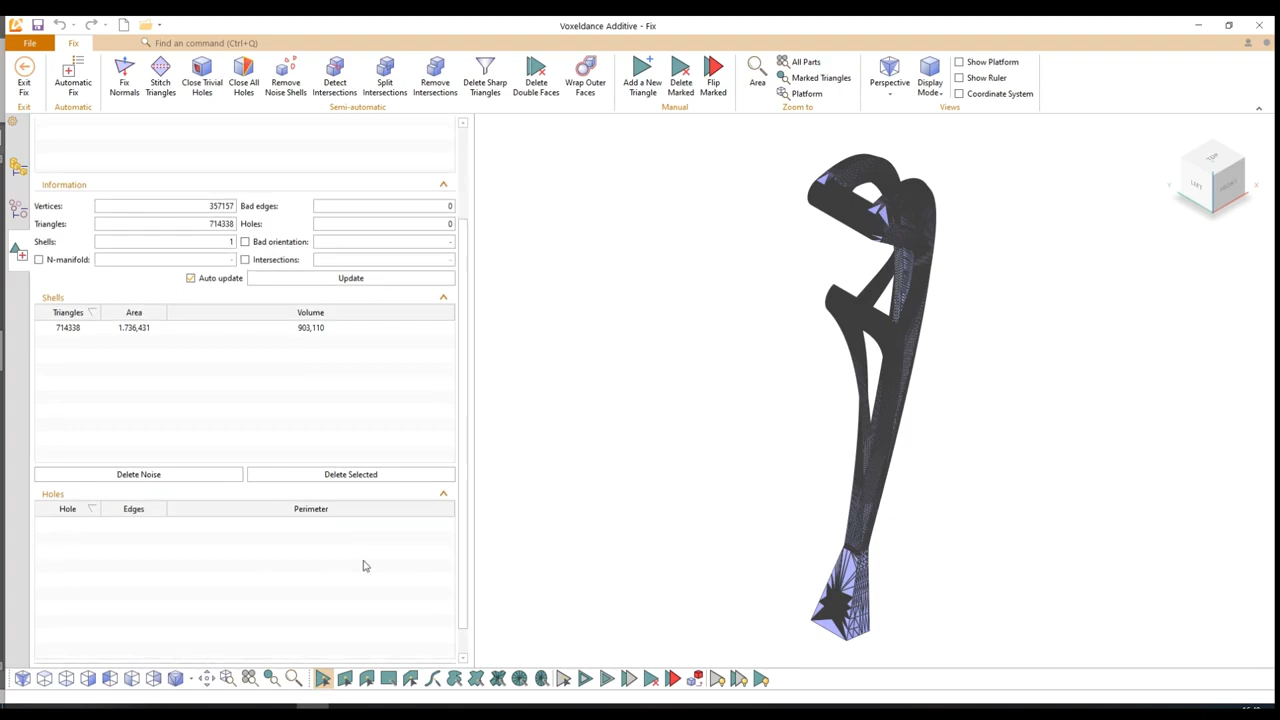 Voxeldance Additive - Fix
File Fix Find an command (Ctrl+Q)
Exit Fix
Automatic Fix
Fix Normals
Stitch Triangles
Close Trivial Holes
Close All Holes
Remove Noise Shells
Detect Intersections
Split Intersections
Remove Intersections
Delete Sharp Triangles
Delete Double Faces
Wrap Outer Faces
Add a New Triangle
Delete Marked
Flip Marked
Area
All Parts
Marked Triangles
Platform
Perspective
Display Mode
Show Platform
Show Ruler
Coordinate System
Exit Automatic Semi-automatic Manual Zoom to Views
Information
Vertices: 357157 Bad edges: 0
Triangles: 714338 Holes: 0
Shells: 1 Bad orientation: -
N-manifold: - Intersections: -
Auto update Update
Shells
Triangles Area Volume
714338 1.736,431 903,110
Delete Noise Delete Selected
Holes
Hole Edges Perimeter
TOP
LEFT FRONT
Y X